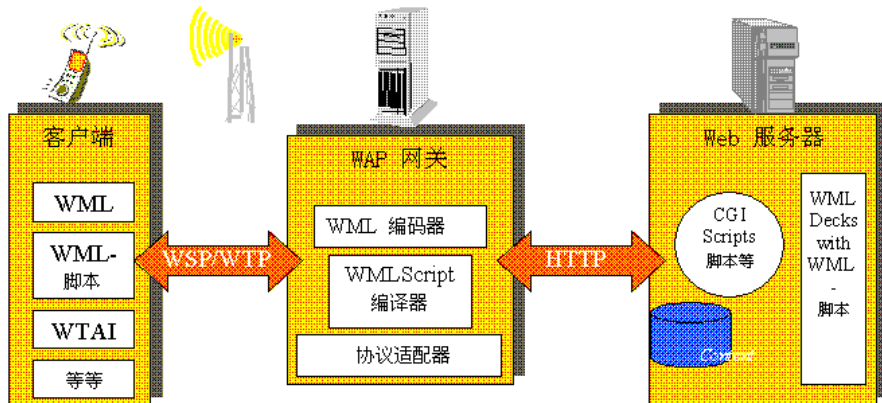 客户端
WML
WML-
脚本
WTAI
等等
WSP/WTP
WAP 网关
WML 编码器
WMLScript
编译器
协议适配器
HTTP
Web 服务器
CGI
Scripts
脚本等
Content
WML
Decks
with
WML
-
脚本